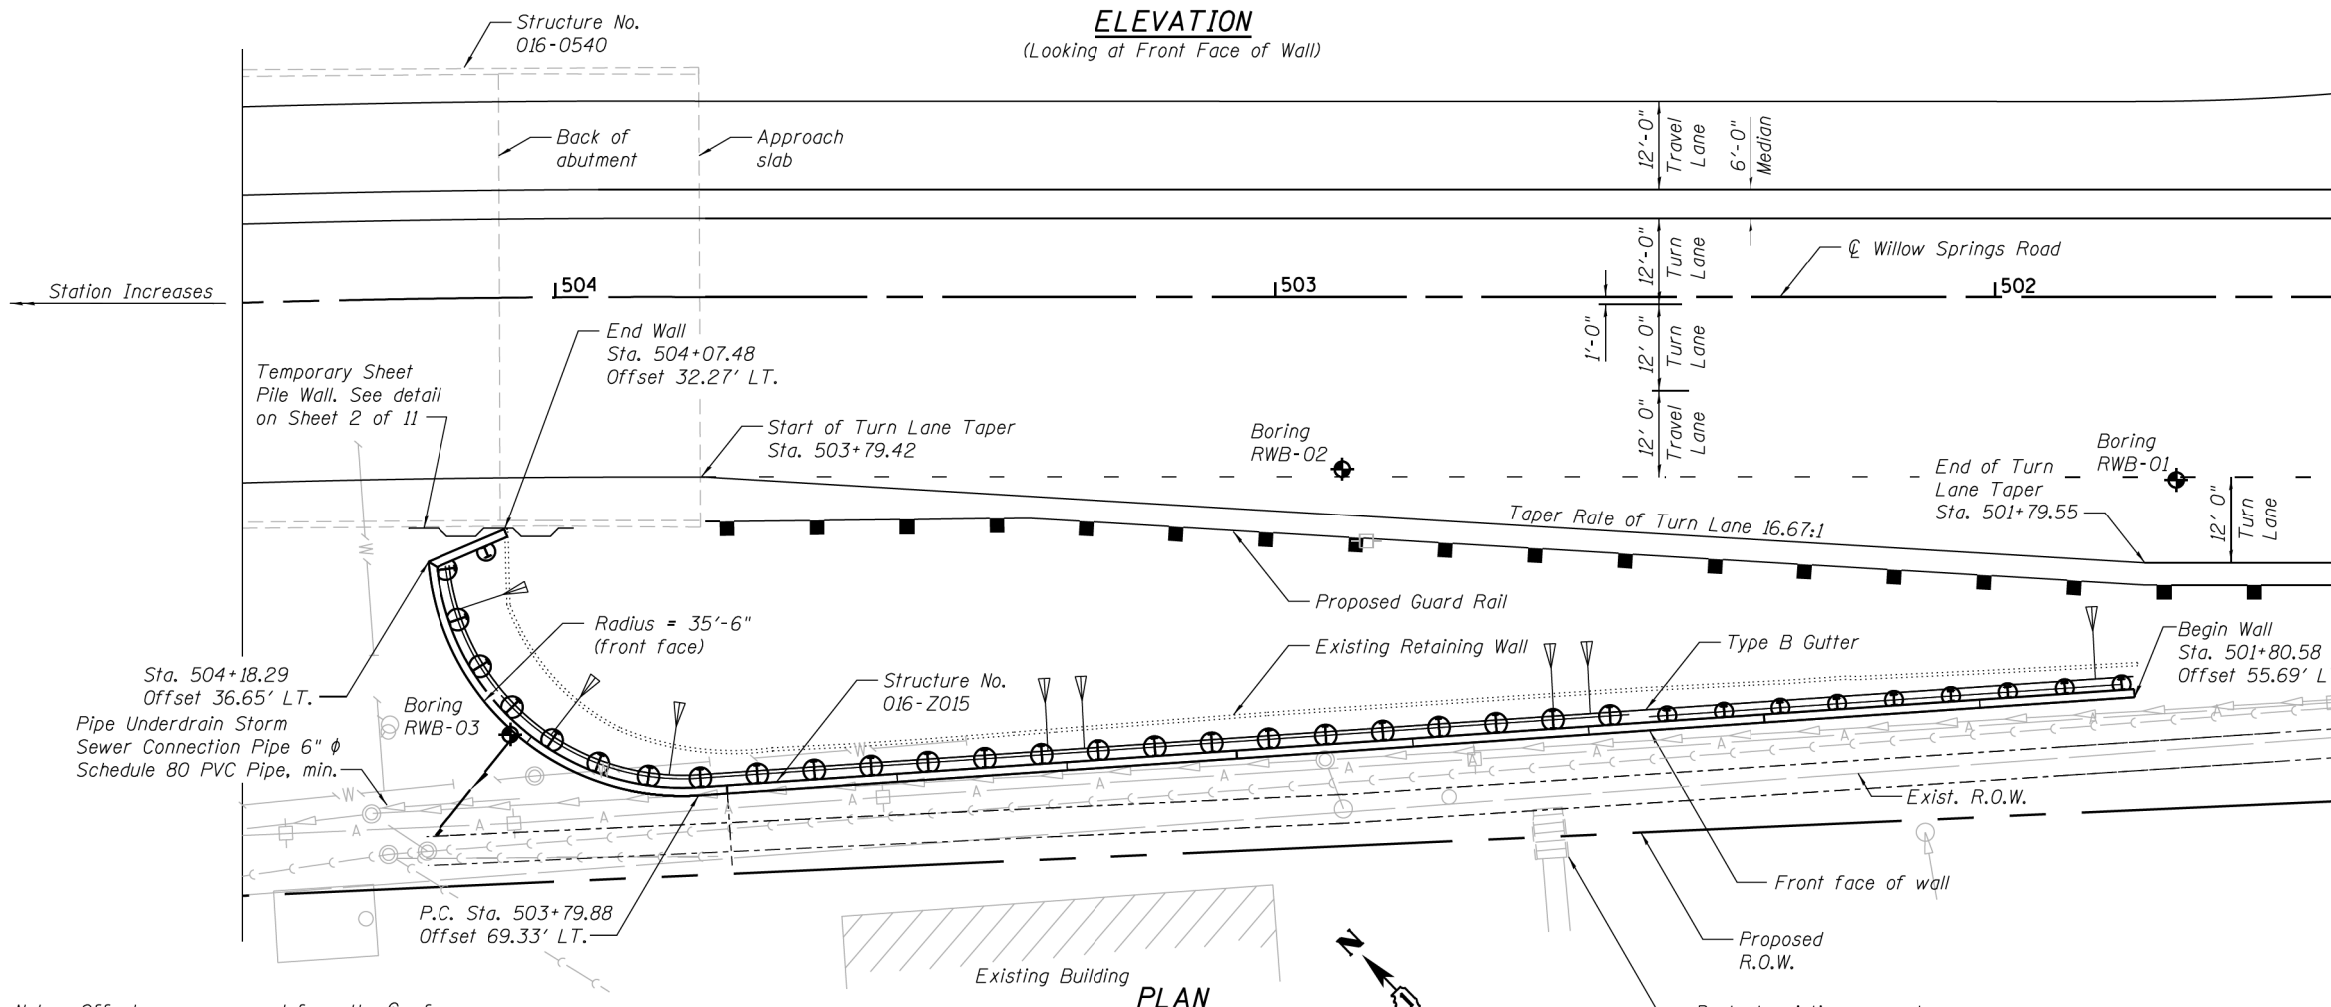 ELEVATION
(Looking at Front Face of Wall)
Structure No.
016-0540
Back of
abutment
Approach
slab
12'-0"
Travel
Lane
6'-0"
Median
12'-0"
Turn
Lane
℄ Willow Springs Road
Station Increases
504
503
502
1'-0"
12' 0"
Turn
Lane
12' 0"
Travel
Lane
End Wall
Sta. 504+07.48
Offset 32.27' LT.
Temporary Sheet
Pile Wall. See detail
on Sheet 2 of 11
Start of Turn Lane Taper
Sta. 503+79.42
Boring
RWB-02
Boring
RWB-01
End of Turn
Lane Taper
Sta. 501+79.55
12' 0"
Turn
Lane
Taper Rate of Turn Lane 16.67:1
Proposed Guard Rail
Radius = 35'-6"
(front face)
Existing Retaining Wall
Type B Gutter
Begin Wall
Sta. 501+80.58
Offset 55.69' L
Sta. 504+18.29
Offset 36.65' LT.
Boring
RWB-03
Structure No.
016-Z015
Pipe Underdrain Storm
Sewer Connection Pipe 6" ϕ
Schedule 80 PVC Pipe, min.
W
W
W
A
A
A
A
A
A
A
A
A
A
Exist. R.O.W.
Front face of wall
P.C. Sta. 503+79.88
Offset 69.33' LT.
Proposed
R.O.W.
Existing Building
N
PLAN